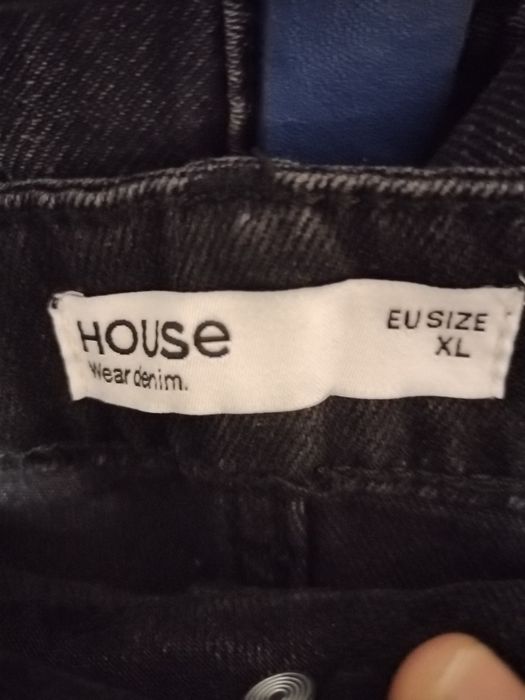 HOUSe
Wear denim.
EU SIZE
XL